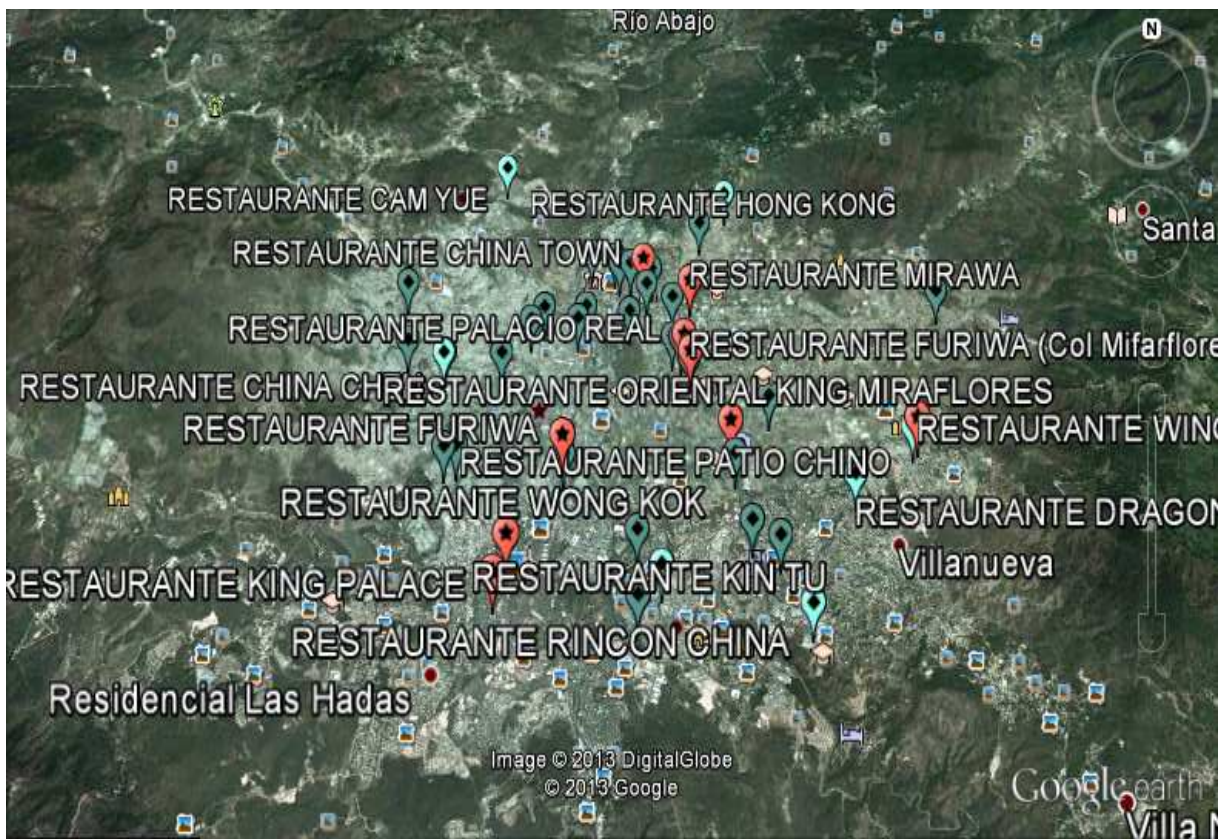 Río Abajo
N
RESTAURANTE CAM YUE
RESTAURANTE HONG KONG
Santa
RESTAURANTE CHINA TOWN
RESTAURANTE MIRAWA
RESTAURANTE PALACIO REAL
RESTAURANTE FURIWA (Col Mifarflore
RESTAURANTE CHINA CH
RESTAURANTE ORIENTAL KING MIRAFLORES
RESTAURANTE FURIWA
RESTAURANTE WING
RESTAURANTE PATIO CHINO
RESTAURANTE WONG KOK
RESTAURANTE DRAGON
Villanueva
RESTAURANTE KING PALACE
RESTAURANTE KIN TU
RESTAURANTE RINCON CHINA
Residencial Las Hadas
Image © 2013 DigitalGlobe
© 2013 Google
Google earth
Villa N